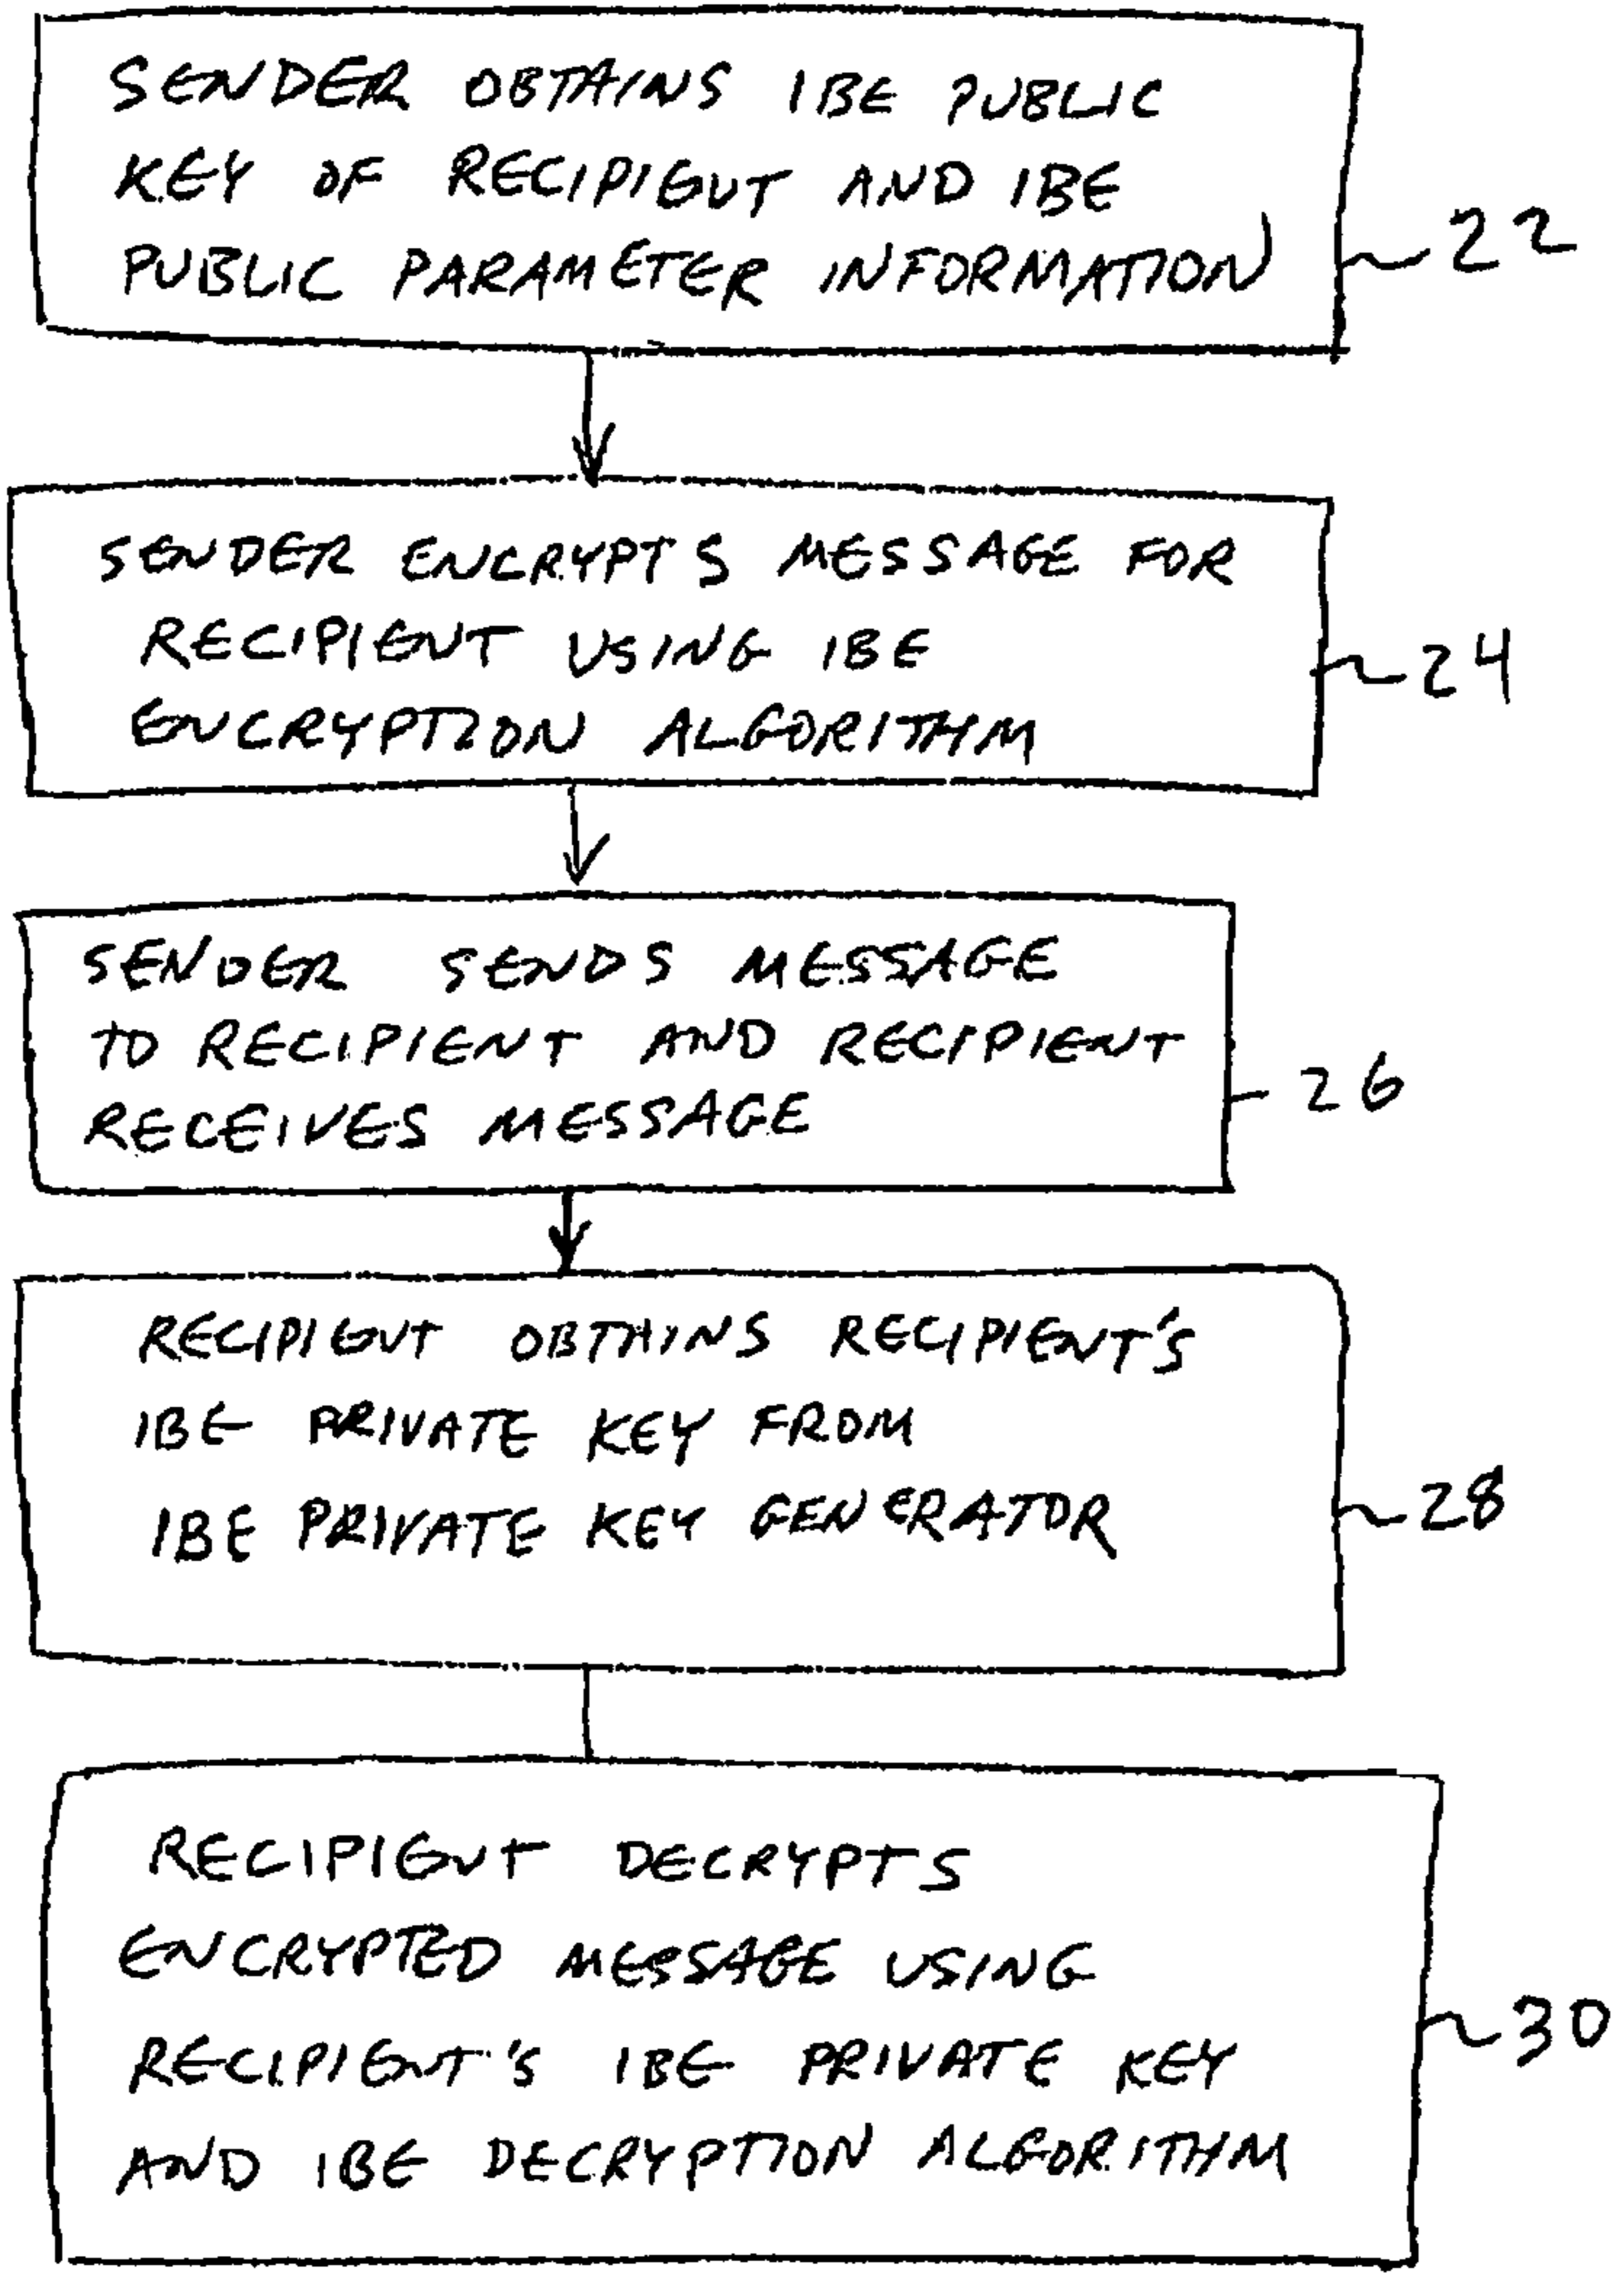 SENDER OBTAINS IBE PUBLIC
KEY OF RECIPIENT AND IBE
PUBLIC PARAMETER INFORMATION
22
SENDER ENCRYPTS MESSAGE FOR
RECIPIENT USING IBE
ENCRYPTION ALGORITHM
24
SENDER SENDS MESSAGE
TO RECIPIENT AND RECIPIENT
RECEIVES MESSAGE
26
RECIPIENT OBTAINS RECIPIENT'S
IBE PRIVATE KEY FROM
IBE PRIVATE KEY GENERATOR
28
RECIPIENT DECRYPTS
ENCRYPTED MESSAGE USING
RECIPIENT'S IBE PRIVATE KEY
AND IBE DECRYPTION ALGORITHM
30